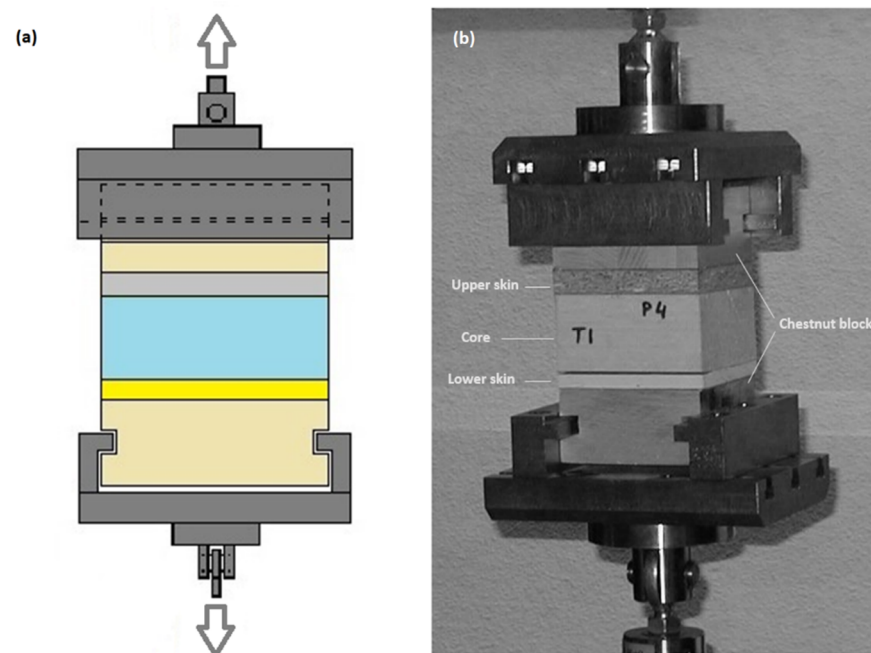 (a)
(b)
Upper skin
P4
Chestnut block
Core
T1
Lower skin